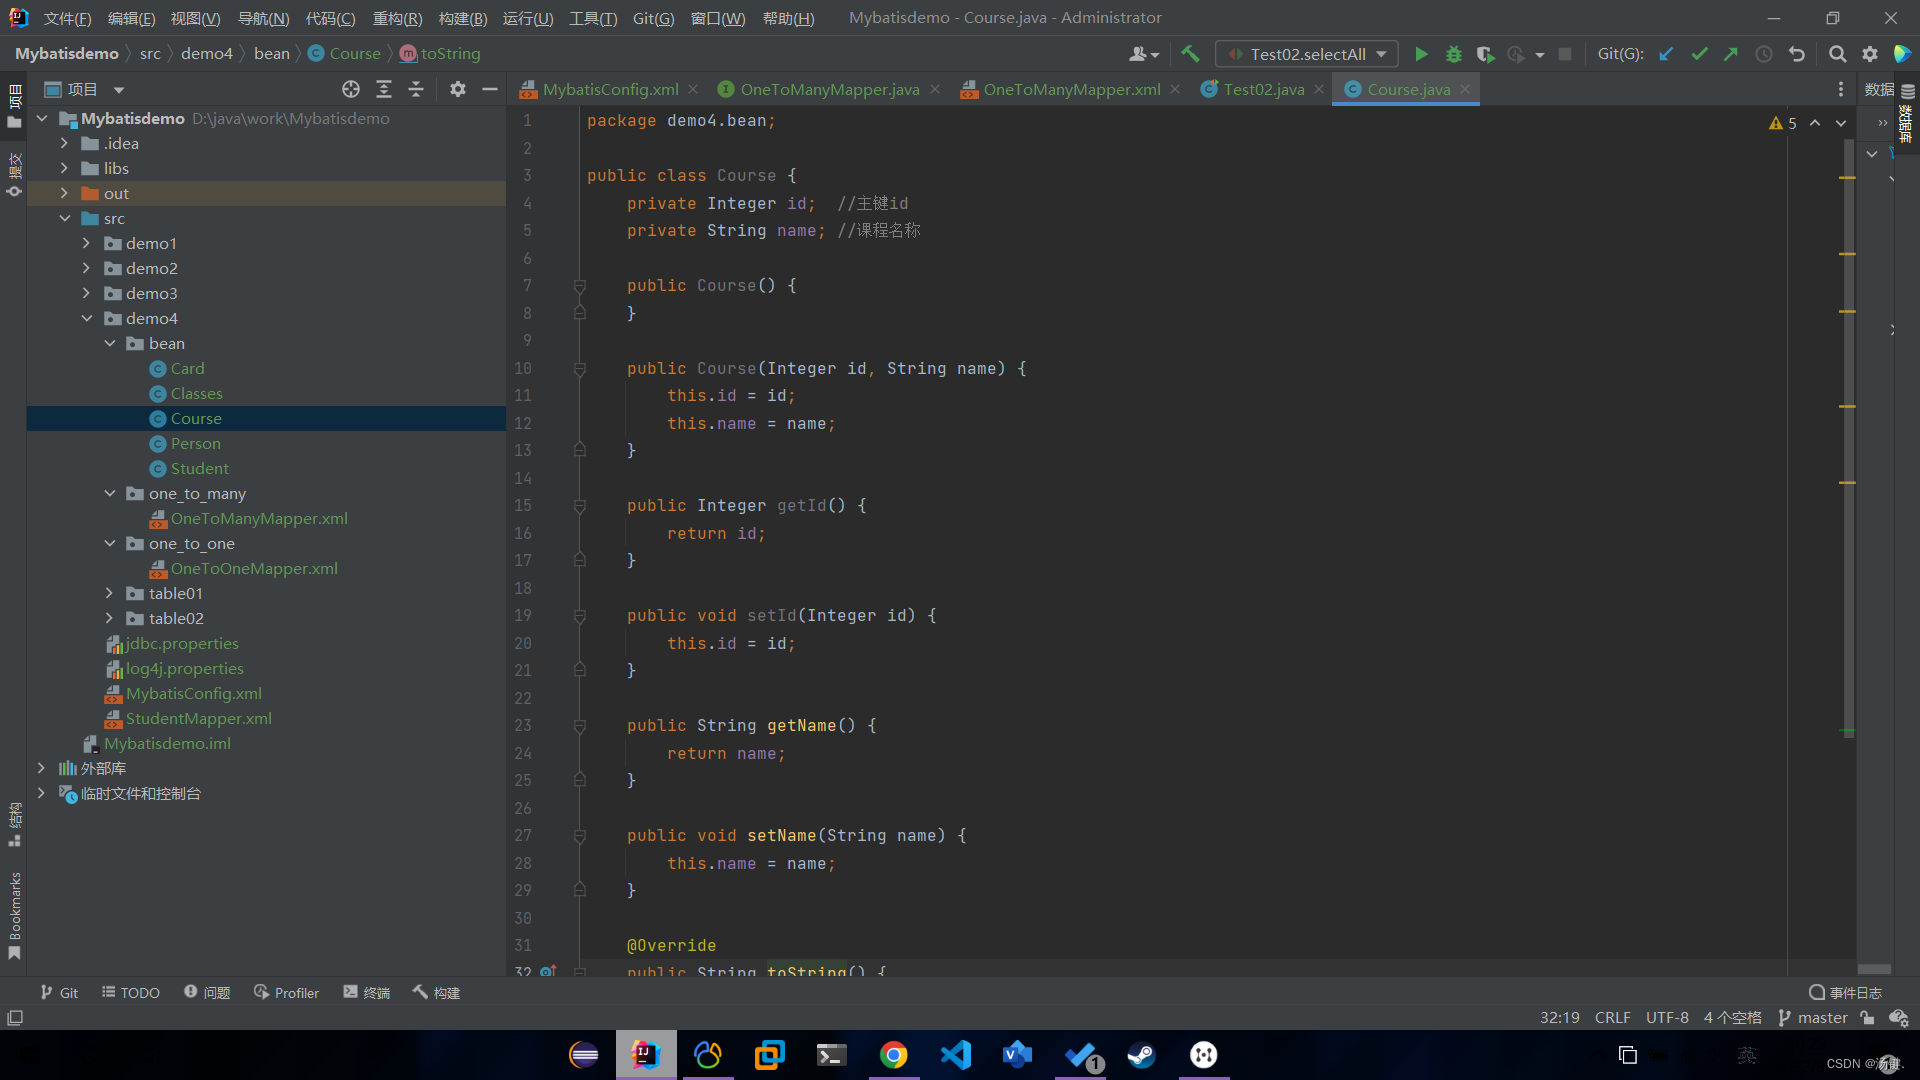 文件(F) 编辑(E) 视图(V) 导航(N) 代码(C) 重构(R) 构建(B) 运行(U) 工具(T) Git(G) 窗口(W) 帮助(H) Mybatisdemo - Course.java - Administrator
Mybatisdemo src demo4 bean Course toString Test02.selectAll Git(G):
项目
MybatisConfig.xml OneToManyMapper.java OneToManyMapper.xml Test02.java Course.java 数据
项目
提交
结构
Bookmarks
数据库
Mybatisdemo D:\java\work\Mybatisdemo
.idea
libs
out
src
demo1
demo2
demo3
demo4
bean
Card
Classes
Course
Person
Student
one_to_many
OneToManyMapper.xml
one_to_one
OneToOneMapper.xml
table01
table02
jdbc.properties
log4j.properties
MybatisConfig.xml
StudentMapper.xml
Mybatisdemo.iml
外部库
临时文件和控制台
5
1 package demo4.bean;
2
3 public class Course {
4 private Integer id; //主键id
5 private String name; //课程名称
6
7 public Course() {
8 }
9
10 public Course(Integer id, String name) {
11 this.id = id;
12 this.name = name;
13 }
14
15 public Integer getId() {
16 return id;
17 }
18
19 public void setId(Integer id) {
20 this.id = id;
21 }
22
23 public String getName() {
24 return name;
25 }
26
27 public void setName(String name) {
28 this.name = name;
29 }
30
31 @Override
32 public String toString() {
Git TODO 问题 Profiler 终端 构建 事件日志
32:19 CRLF UTF-8 4 个空格 master
1
英
CSDN @汤键.